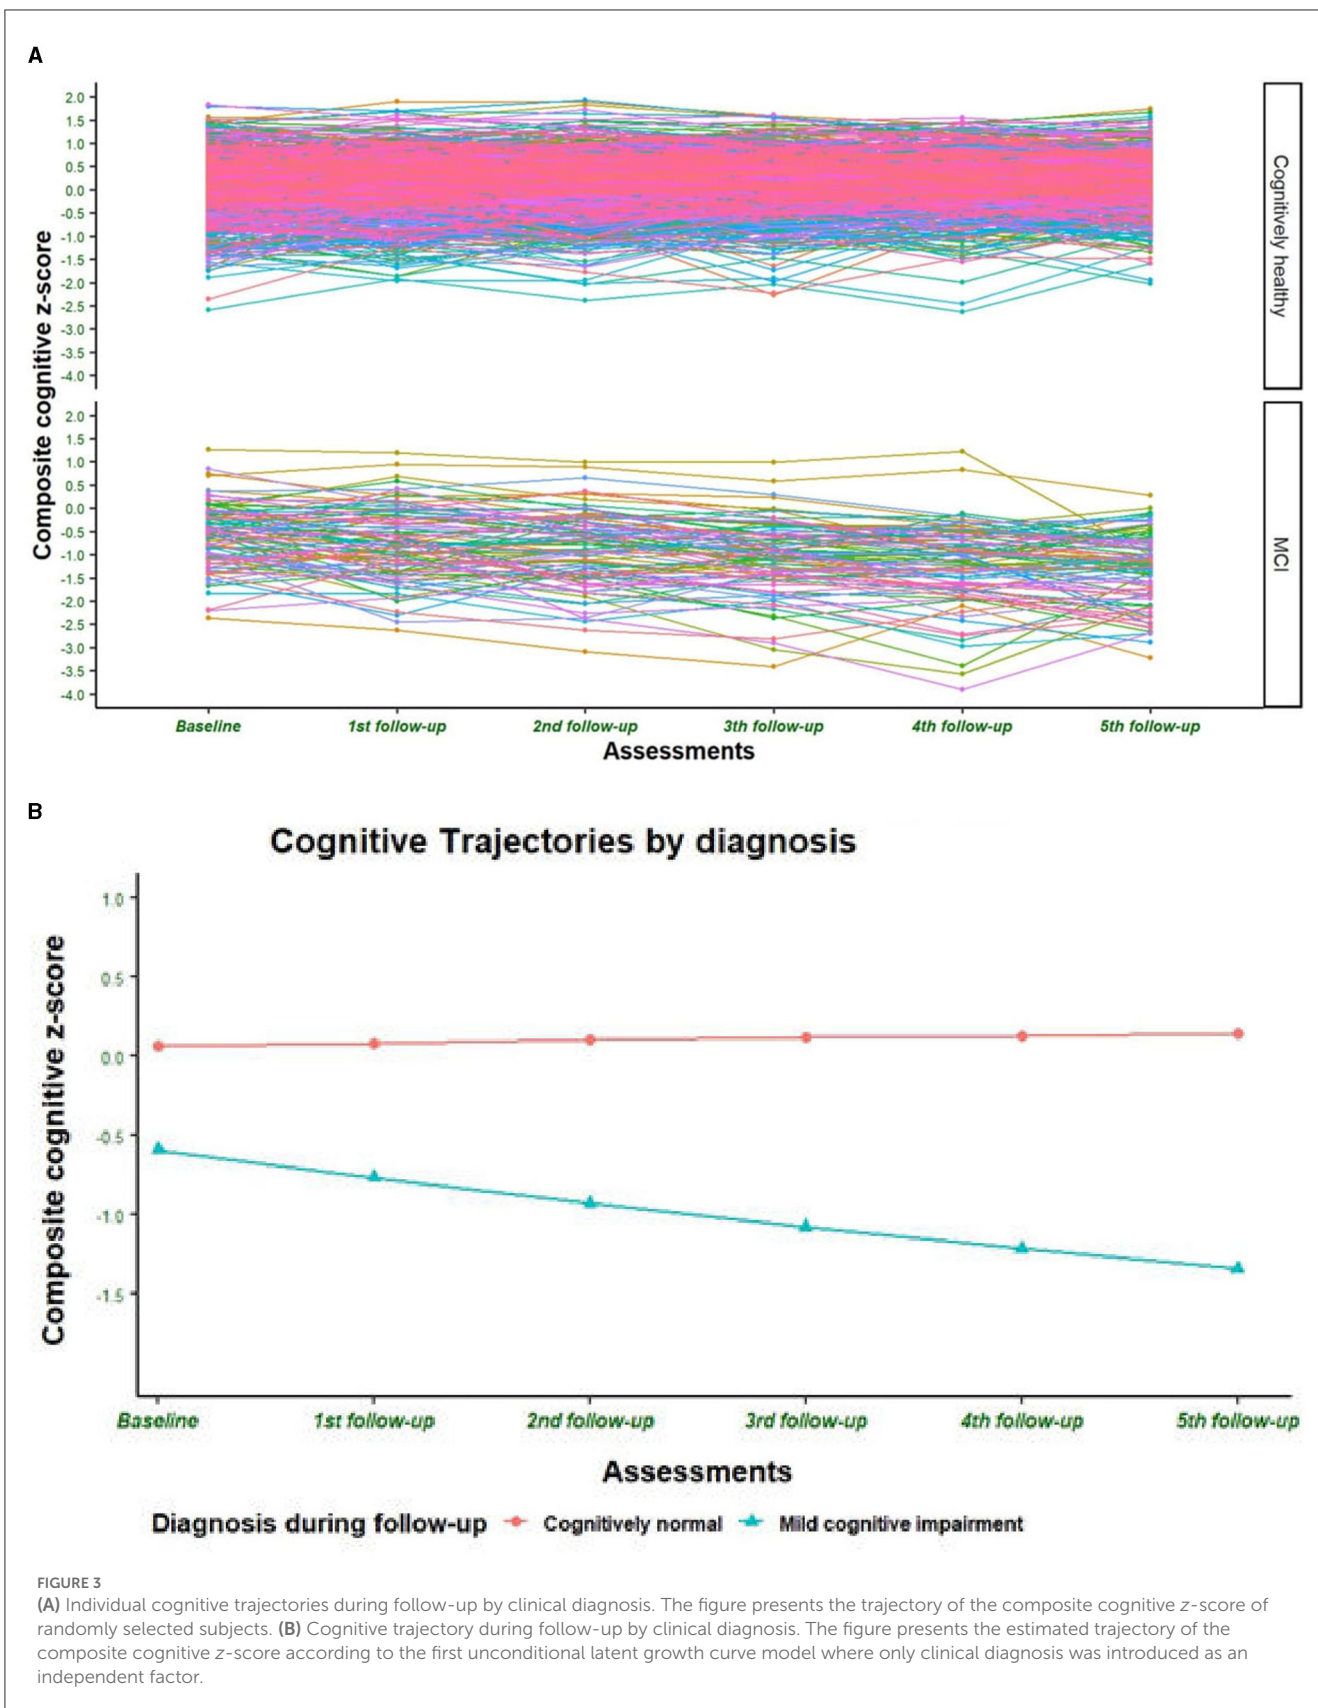 A
Composite cognitive z-score
2.0
1.5
1.0
0.5
0.0
-0.5
-1.0
-1.5
-2.0
-2.5
-3.0
-3.5
-4.0
Cognitively healthy
2.0
1.5
1.0
0.5
0.0
-0.5
-1.0
-1.5
-2.0
-2.5
-3.0
-3.5
-4.0
MCI
Baseline 1st follow-up 2nd follow-up 3th follow-up 4th follow-up 5th follow-up
Assessments
B
Cognitive Trajectories by diagnosis
Composite cognitive z-score
1.0
0.5
0.0
-0.5
-1.0
-1.5
Baseline 1st follow-up 2nd follow-up 3rd follow-up 4th follow-up 5th follow-up
Assessments
Diagnosis during follow-up Cognitively normal Mild cognitive impairment
FIGURE 3
(A) Individual cognitive trajectories during follow-up by clinical diagnosis. The figure presents the trajectory of the composite cognitive z-score of
randomly selected subjects. (B) Cognitive trajectory during follow-up by clinical diagnosis. The figure presents the estimated trajectory of the
composite cognitive z-score according to the first unconditional latent growth curve model where only clinical diagnosis was introduced as an
independent factor.